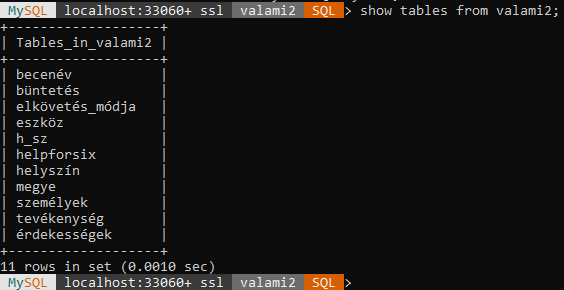 MySQL localhost:33060+ ssl valami2 SQL> show tables from valami2;
+-------------------+
| Tables_in_valami2 |
+-------------------+
| becenév           |
| büntetés          |
| elkövetés_módja   |
| eszköz            |
| h_sz              |
| helpforsix        |
| helyszín          |
| megye             |
| személyek         |
| tevékenység       |
| érdekességek      |
+-------------------+
11 rows in set (0.0010 sec)
MySQL localhost:33060+ ssl valami2 SQL>